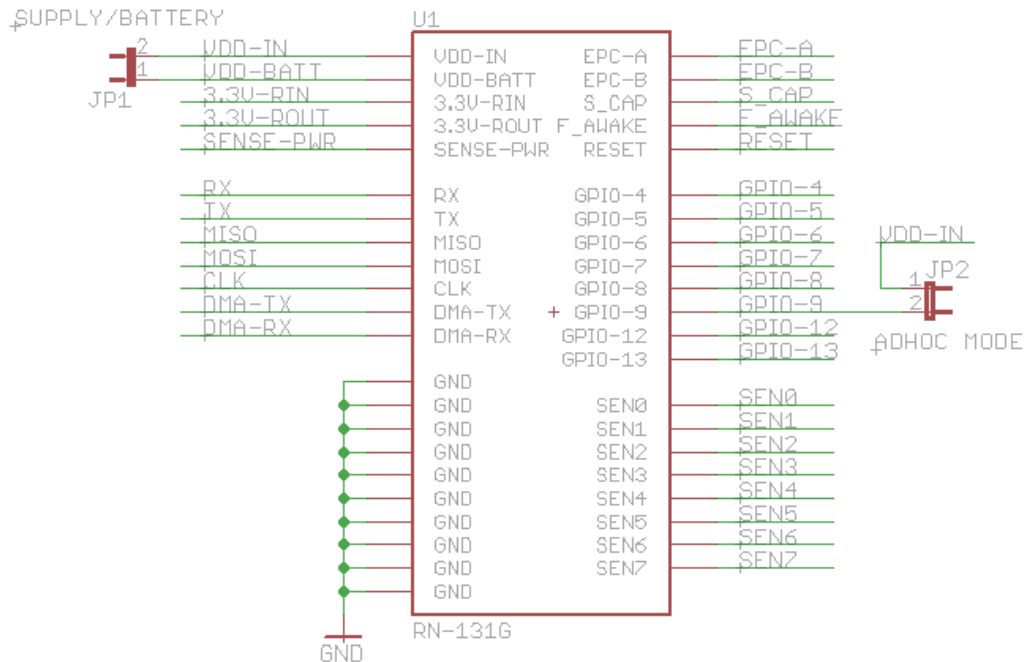 SUPPLY/BATTERY
2
1
JP1
VDD-IN
VDD-BATT
3.3V-RIN
3.3V-ROUT
SENSE-PWR
RX
TX
MISO
MOSI
CLK
DMA-TX
DMA-RX
GND
U1
VDD-IN EPC-A
VDD-BATT EPC-B
3.3V-RIN S_CAP
3.3V-ROUT F_AWAKE
SENSE-PWR RESET
RX GPIO-4
TX GPIO-5
MISO GPIO-6
MOSI GPIO-7
CLK GPIO-8
DMA-TX GPIO-9
DMA-RX GPIO-12
GPIO-13
GND
GND SEN0
GND SEN1
GND SEN2
GND SEN3
GND SEN4
GND SEN5
GND SEN6
GND SEN7
GND
RN-131G
EPC-A
EPC-B
S_CAP
F_AWAKE
RESET
GPIO-4
GPIO-5
GPIO-6
GPIO-7
GPIO-8
GPIO-9
GPIO-12
GPIO-13
SEN0
SEN1
SEN2
SEN3
SEN4
SEN5
SEN6
SEN7
VDD-IN
JP2
1
2
ADHOC MODE